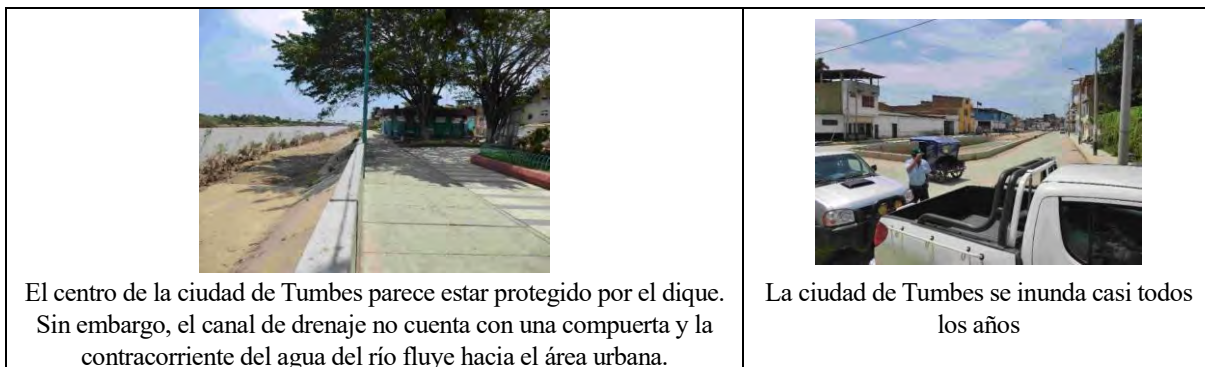 El centro de la ciudad de Tumbes parece estar protegido por el dique.
Sin embargo, el canal de drenaje no cuenta con una compuerta y la
contracorriente del agua del río fluye hacia el área urbana.
La ciudad de Tumbes se inunda casi todos
los años